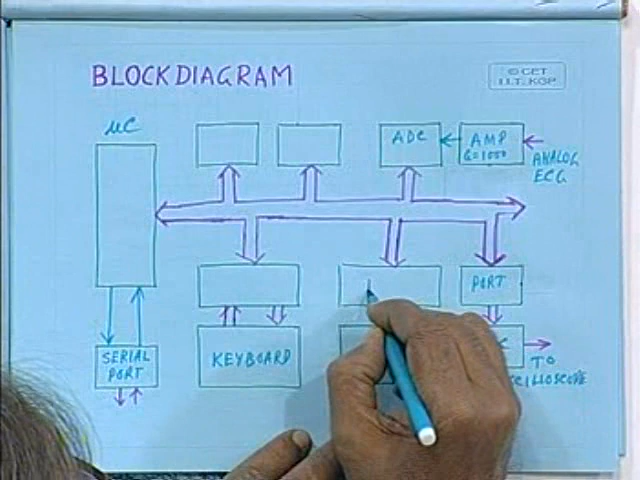 BLOCKDIAGRAM
© CET
I.I.T. KGP
μC
ADC
AMP
G=1000
ANALOG
ECG
PORT
SERIAL
PORT
KEYBOARD
TO